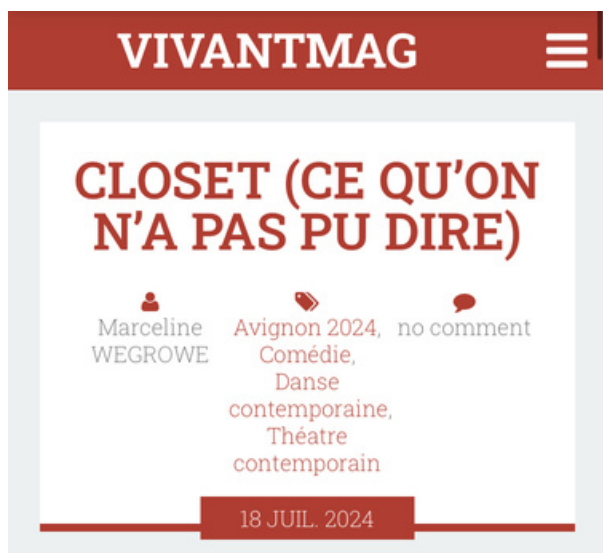 VIVANTMAG
CLOSET (CE QU'ON
N'A PAS PU DIRE)
Marceline
WEGROWE
Avignon 2024,
Comédie,
Danse
contemporaine,
Théatre
contemporain
no comment
18 JUIL. 2024